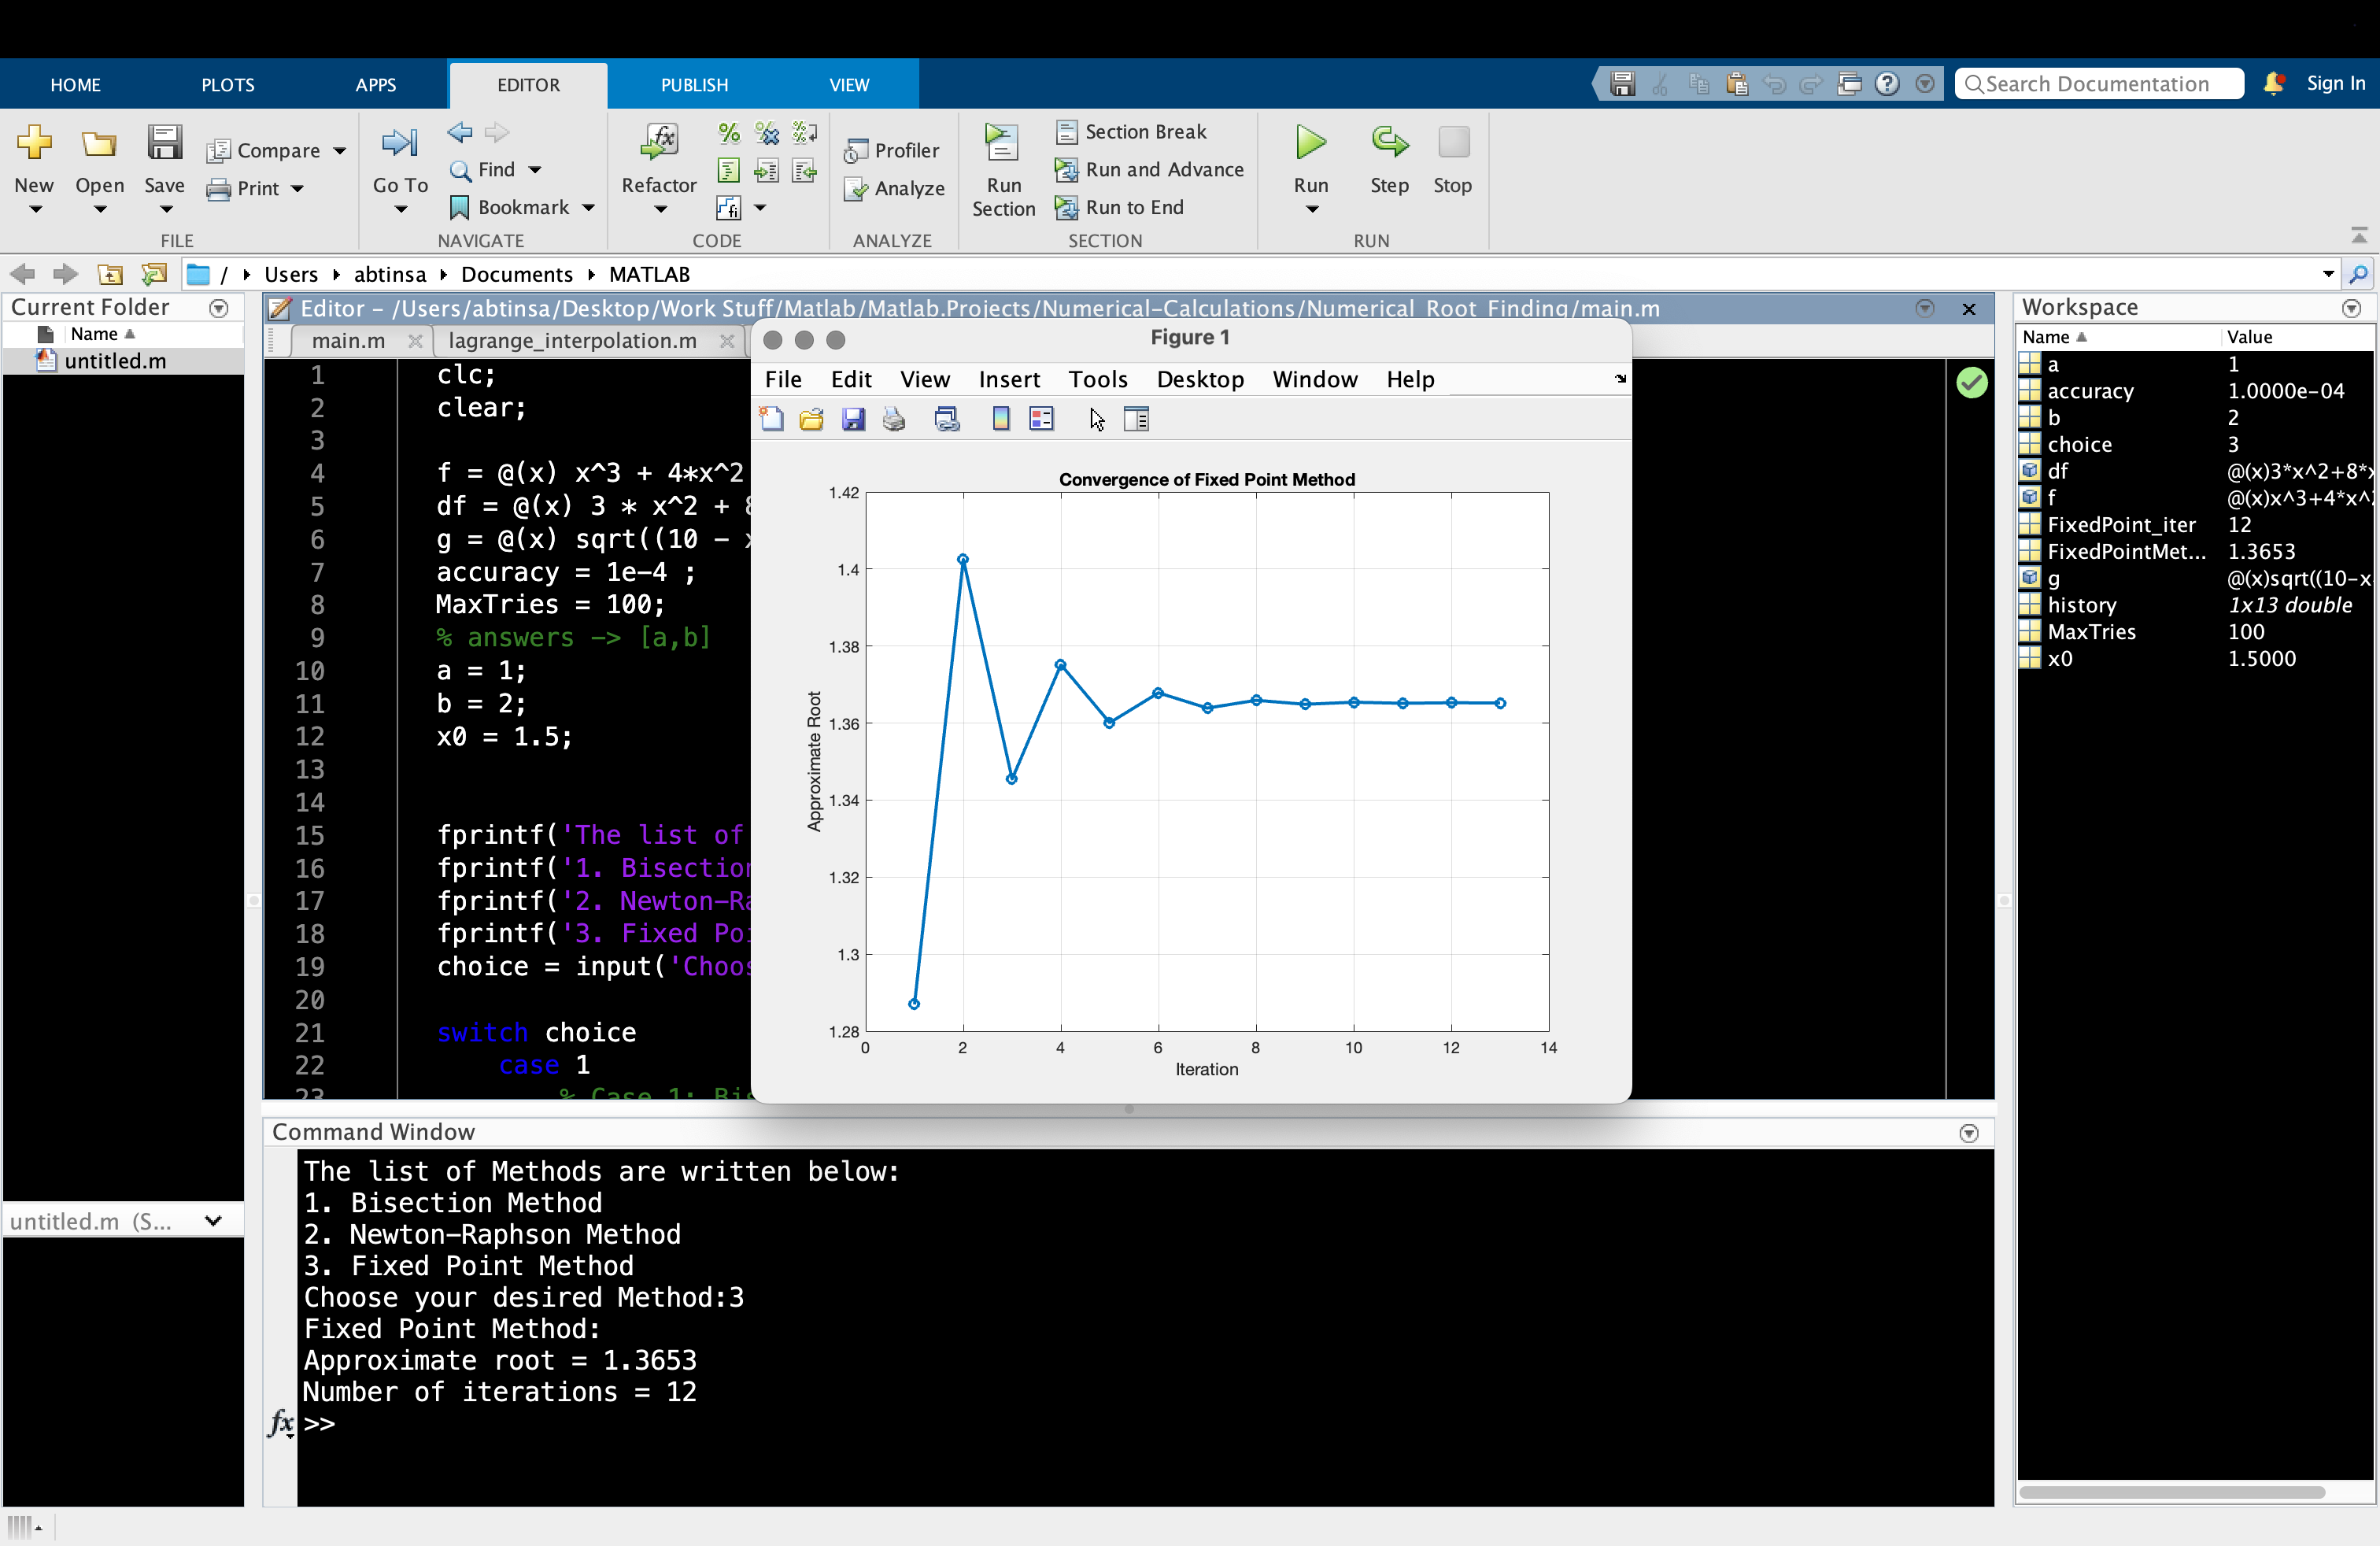 HOME PLOTS APPS EDITOR PUBLISH VIEW Search Documentation Sign In
New Open Save Compare Print
Go To Find Bookmark
Refactor
Profiler Analyze
Run Section Section Break Run and Advance Run to End
Run Step Stop
FILE NAVIGATE CODE ANALYZE SECTION RUN
/ Users abtinsa Documents MATLAB
Current Folder
Name
untitled.m
untitled.m (S...
Editor - /Users/abtinsa/Desktop/Work Stuff/Matlab/Matlab.Projects/Numerical-Calculations/Numerical_Root_Finding/main.m
main.m lagrange_interpolation.m
1 clc;
2 clear;
3
4 f = @(x) x^3 + 4*x^2
5 df = @(x) 3 * x^2 +
6 g = @(x) sqrt((10 -
7 accuracy = 1e-4 ;
8 MaxTries = 100;
9 % answers -> [a,b]
10 a = 1;
11 b = 2;
12 x0 = 1.5;
13
14
15 fprintf('The list of
16 fprintf('1. Bisection
17 fprintf('2. Newton-Ra
18 fprintf('3. Fixed Poi
19 choice = input('Choos
20
21 switch choice
22 case 1
23 % Case 1: Bis
Figure 1
File Edit View Insert Tools Desktop Window Help
Convergence of Fixed Point Method
1.42
1.4
1.38
1.36
1.34
1.32
1.3
1.28
Approximate Root
0 2 4 6 8 10 12 14
Iteration
Command Window
The list of Methods are written below:
1. Bisection Method
2. Newton-Raphson Method
3. Fixed Point Method
Choose your desired Method:3
Fixed Point Method:
Approximate root = 1.3653
Number of iterations = 12
fx >>
Workspace
Name Value
a 1
accuracy 1.0000e-04
b 2
choice 3
df @(x)3*x^2+8*x
f @(x)x^3+4*x^
FixedPoint_iter 12
FixedPointMet... 1.3653
g @(x)sqrt((10-x
history 1x13 double
MaxTries 100
x0 1.5000